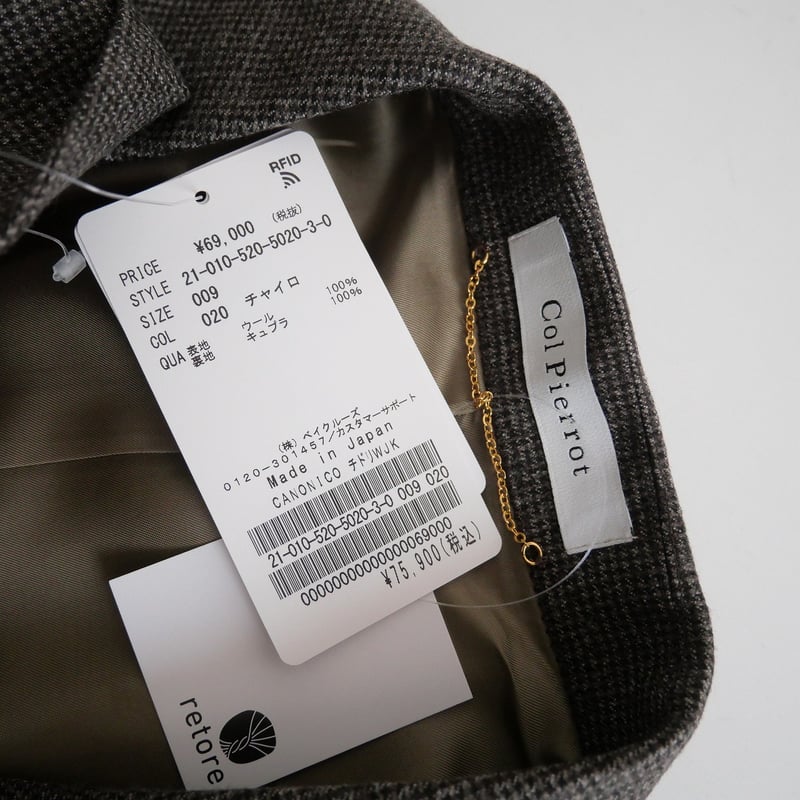 RFID
PRICE ¥69,000 (税抜)
STYLE 21-010-520-5020-3-0
SIZE 009
COL 020 チャイロ
QUA 表地 ウール 100%
裏地 キュプラ 100%
(株) ベイクルーズ
0120-301457/カスタマーサポート
Made in Japan
CANONICO チドリWJK
21-010-520-5020-3-0 009 020
0000000000000069000
¥75,900(税込)
Col Pierrot
retore